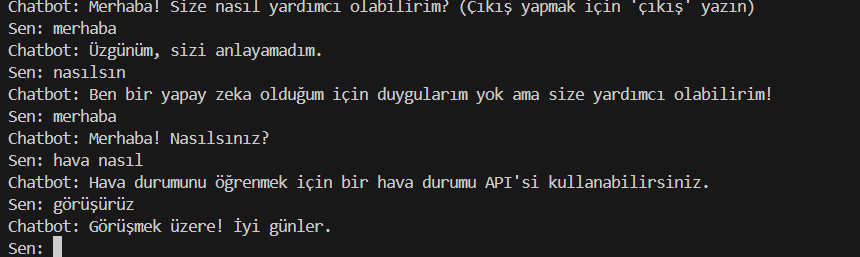 Chatbot: Merhaba! Size nasıl yardımcı olabilirim? (Çıkış yapmak için 'çıkış' yazın)
Sen: merhaba
Chatbot: Üzgünüm, sizi anlayamadım.
Sen: nasılsın
Chatbot: Ben bir yapay zeka olduğum için duygularım yok ama size yardımcı olabilirim!
Sen: merhaba
Chatbot: Merhaba! Nasılsınız?
Sen: hava nasıl
Chatbot: Hava durumunu öğrenmek için bir hava durumu API'si kullanabilirsiniz.
Sen: görüşürüz
Chatbot: Görüşmek üzere! İyi günler.
Sen: